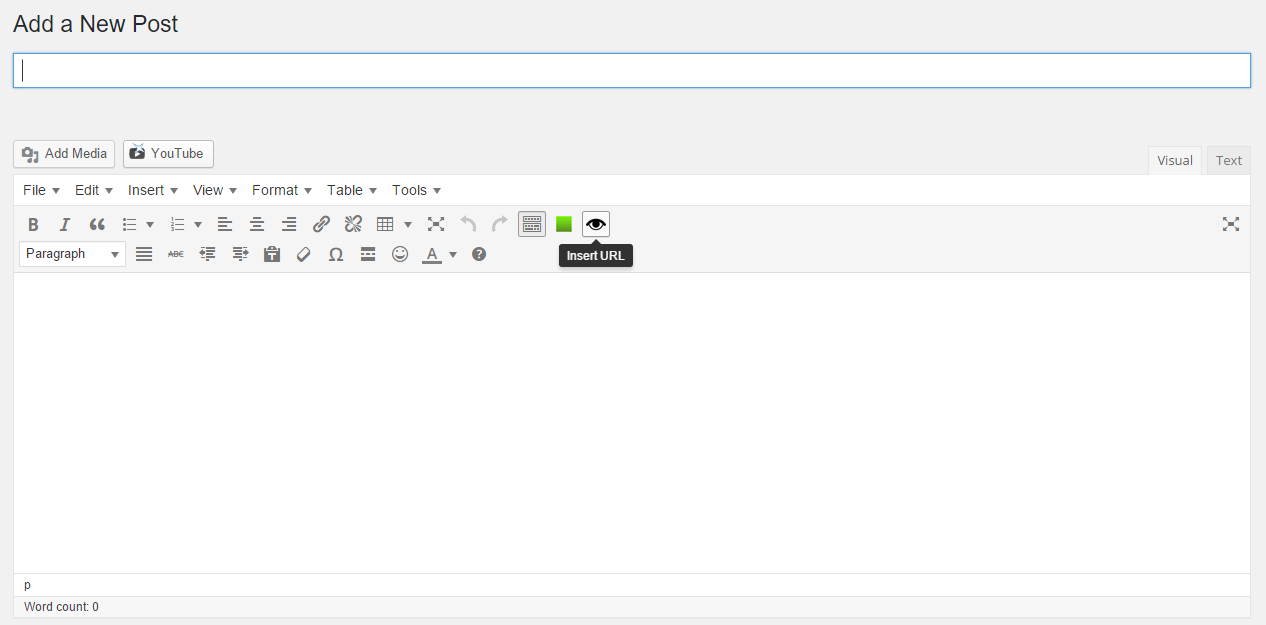 Add a New Post
Add Media YouTube
Visual Text
File Edit Insert View Format Table Tools
B I
Paragraph ABC T Ω A ?
Insert URL
p
Word count: 0